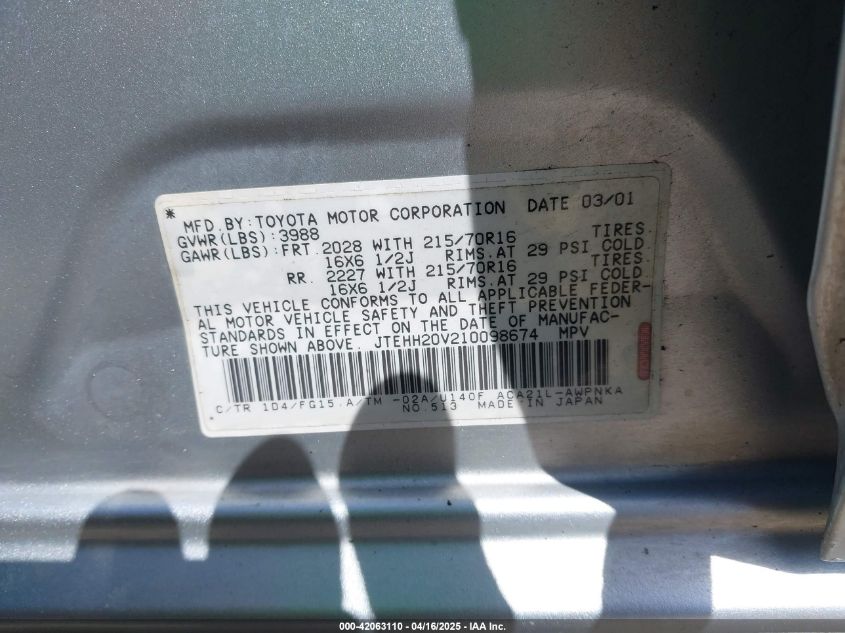 * MFD. BY: TOYOTA MOTOR CORPORATION DATE 03/01
GVWR(LBS): 3988
GAWR(LBS): FRT. 2028 WITH 215/70R16 TIRES.
16X6 1/2J RIMS. AT 29 PSI COLD
RR. 2227 WITH 215/70R16 TIRES.
16X6 1/2J RIMS. AT 29 PSI COLD.
THIS VEHICLE CONFORMS TO ALL APPLICABLE FEDER-
AL MOTOR VEHICLE SAFETY AND THEFT PREVENTION
STANDARDS IN EFFECT ON THE DATE OF MANUFAC-
TURE SHOWN ABOVE. JTEHH20V210098674 MPV
C/TR 1D4/FG15. A/TM -02A/U140F ACA21L-AWPNKA
NO. 513 MADE IN JAPAN
000-42063110 - 04/16/2025 - IAA Inc.